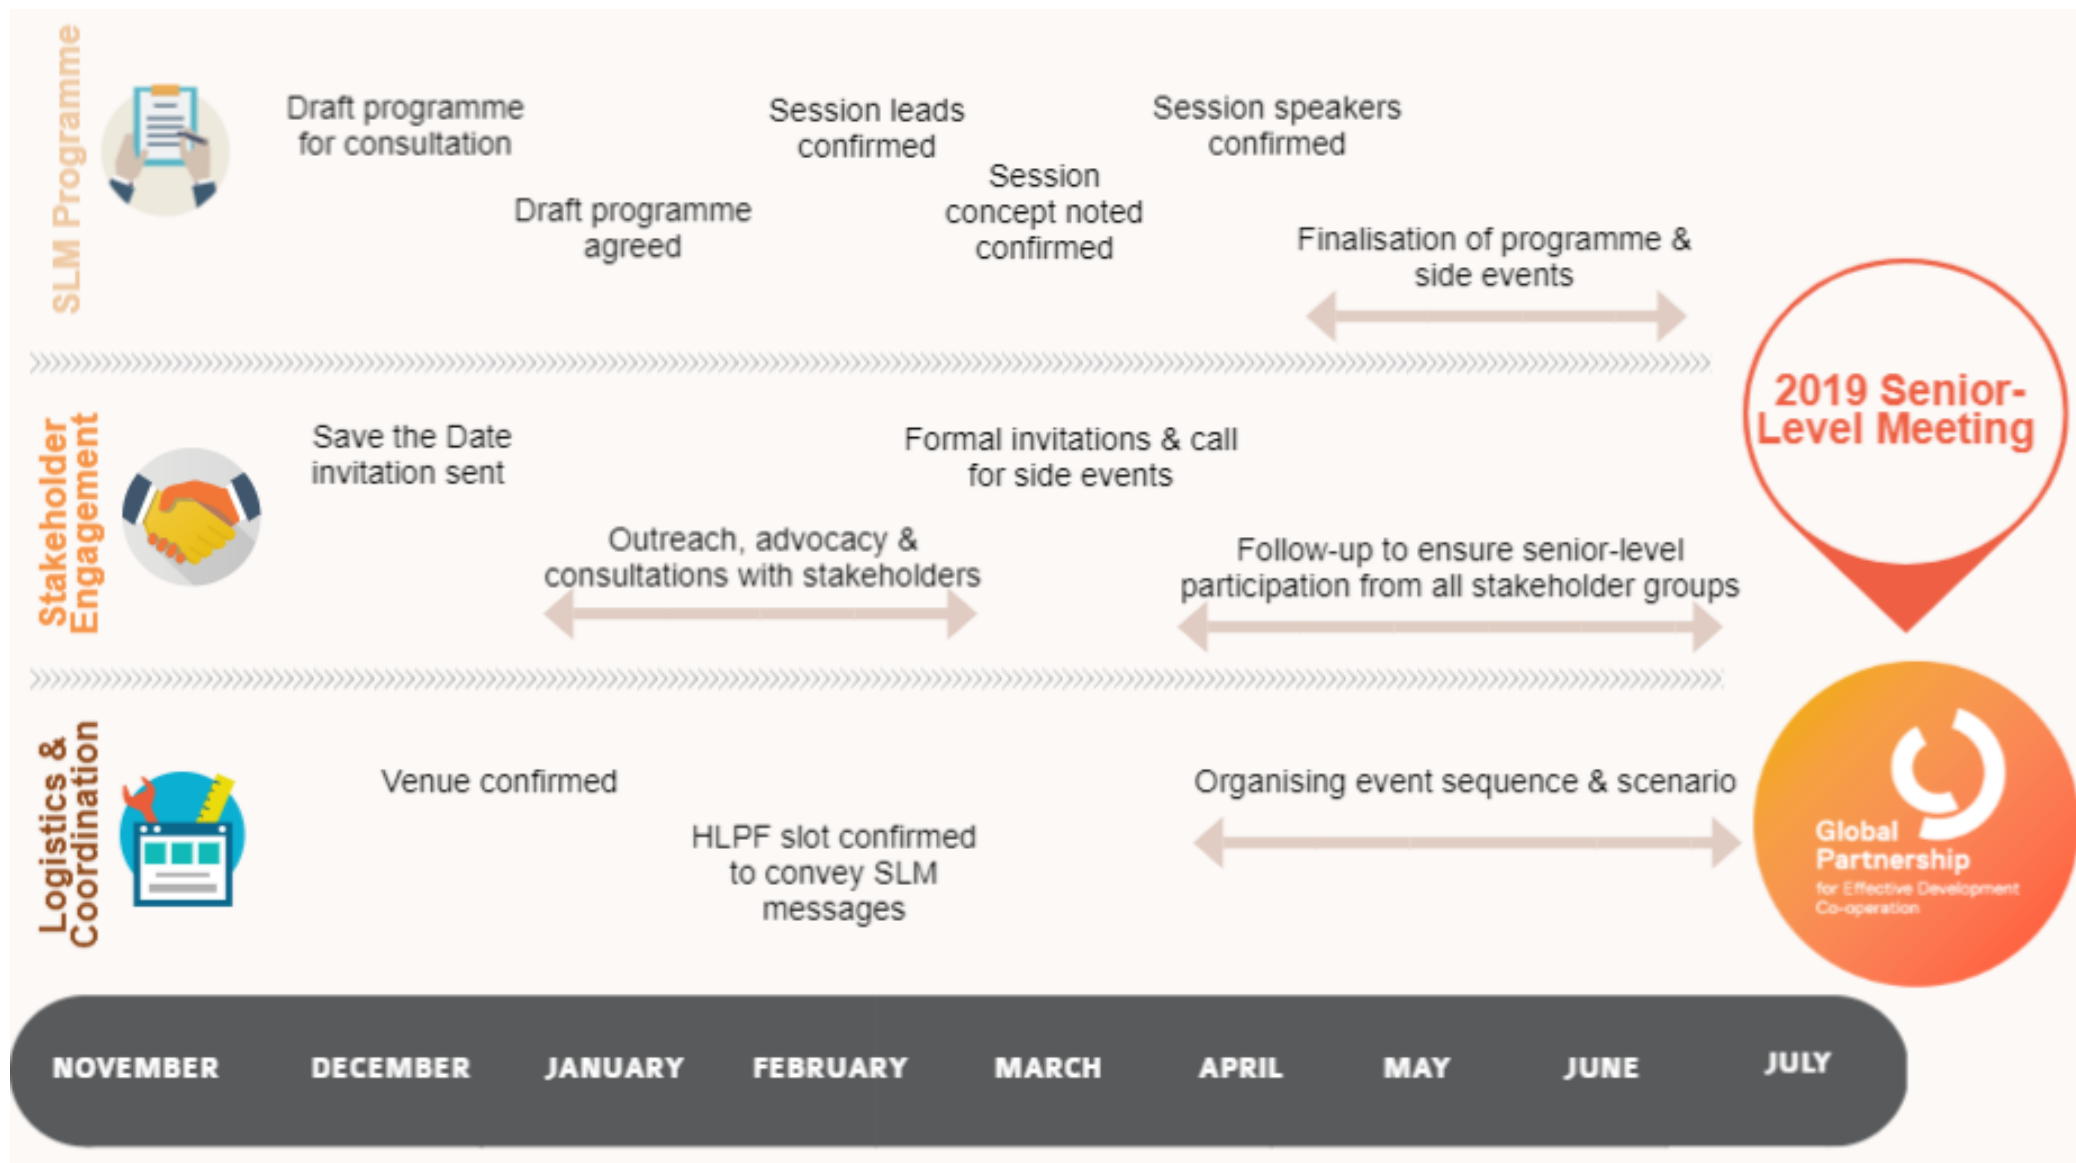 SLM Programme
Draft programme
for consultation
Draft programme
agreed
Session leads
confirmed
Session
concept noted
confirmed
Session speakers
confirmed
Finalisation of programme &
side events
Stakeholder
Engagement
Save the Date
invitation sent
Outreach, advocacy &
consultations with stakeholders
Formal invitations & call
for side events
Follow-up to ensure senior-level
participation from all stakeholder groups
Logistics &
Coordination
Venue confirmed
HLPF slot confirmed
to convey SLM
messages
Organising event sequence & scenario
2019 Senior-
Level Meeting
Global
Partnership
for Effective Development
Co-operation
NOVEMBER
DECEMBER
JANUARY
FEBRUARY
MARCH
APRIL
MAY
JUNE
JULY